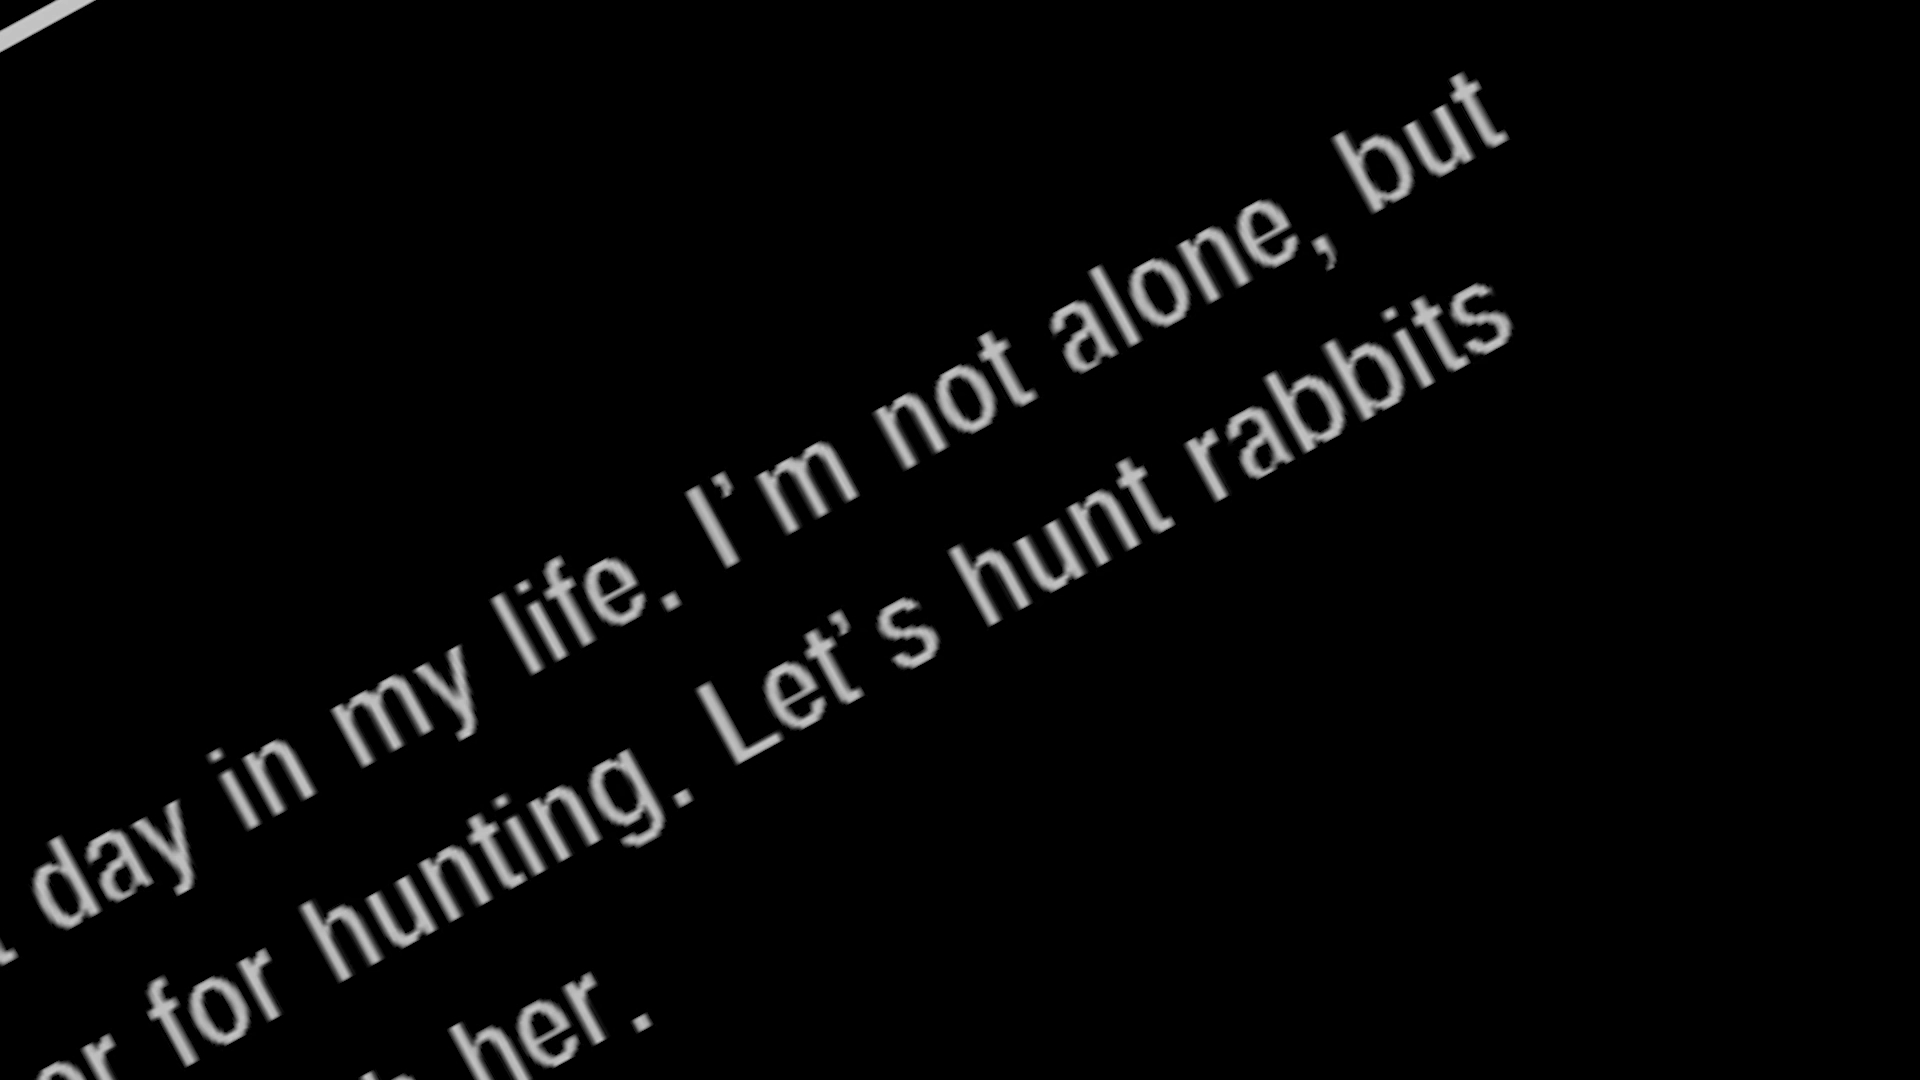 day in my life. I'm not alone, but
for hunting. Let's hunt rabbits
her.